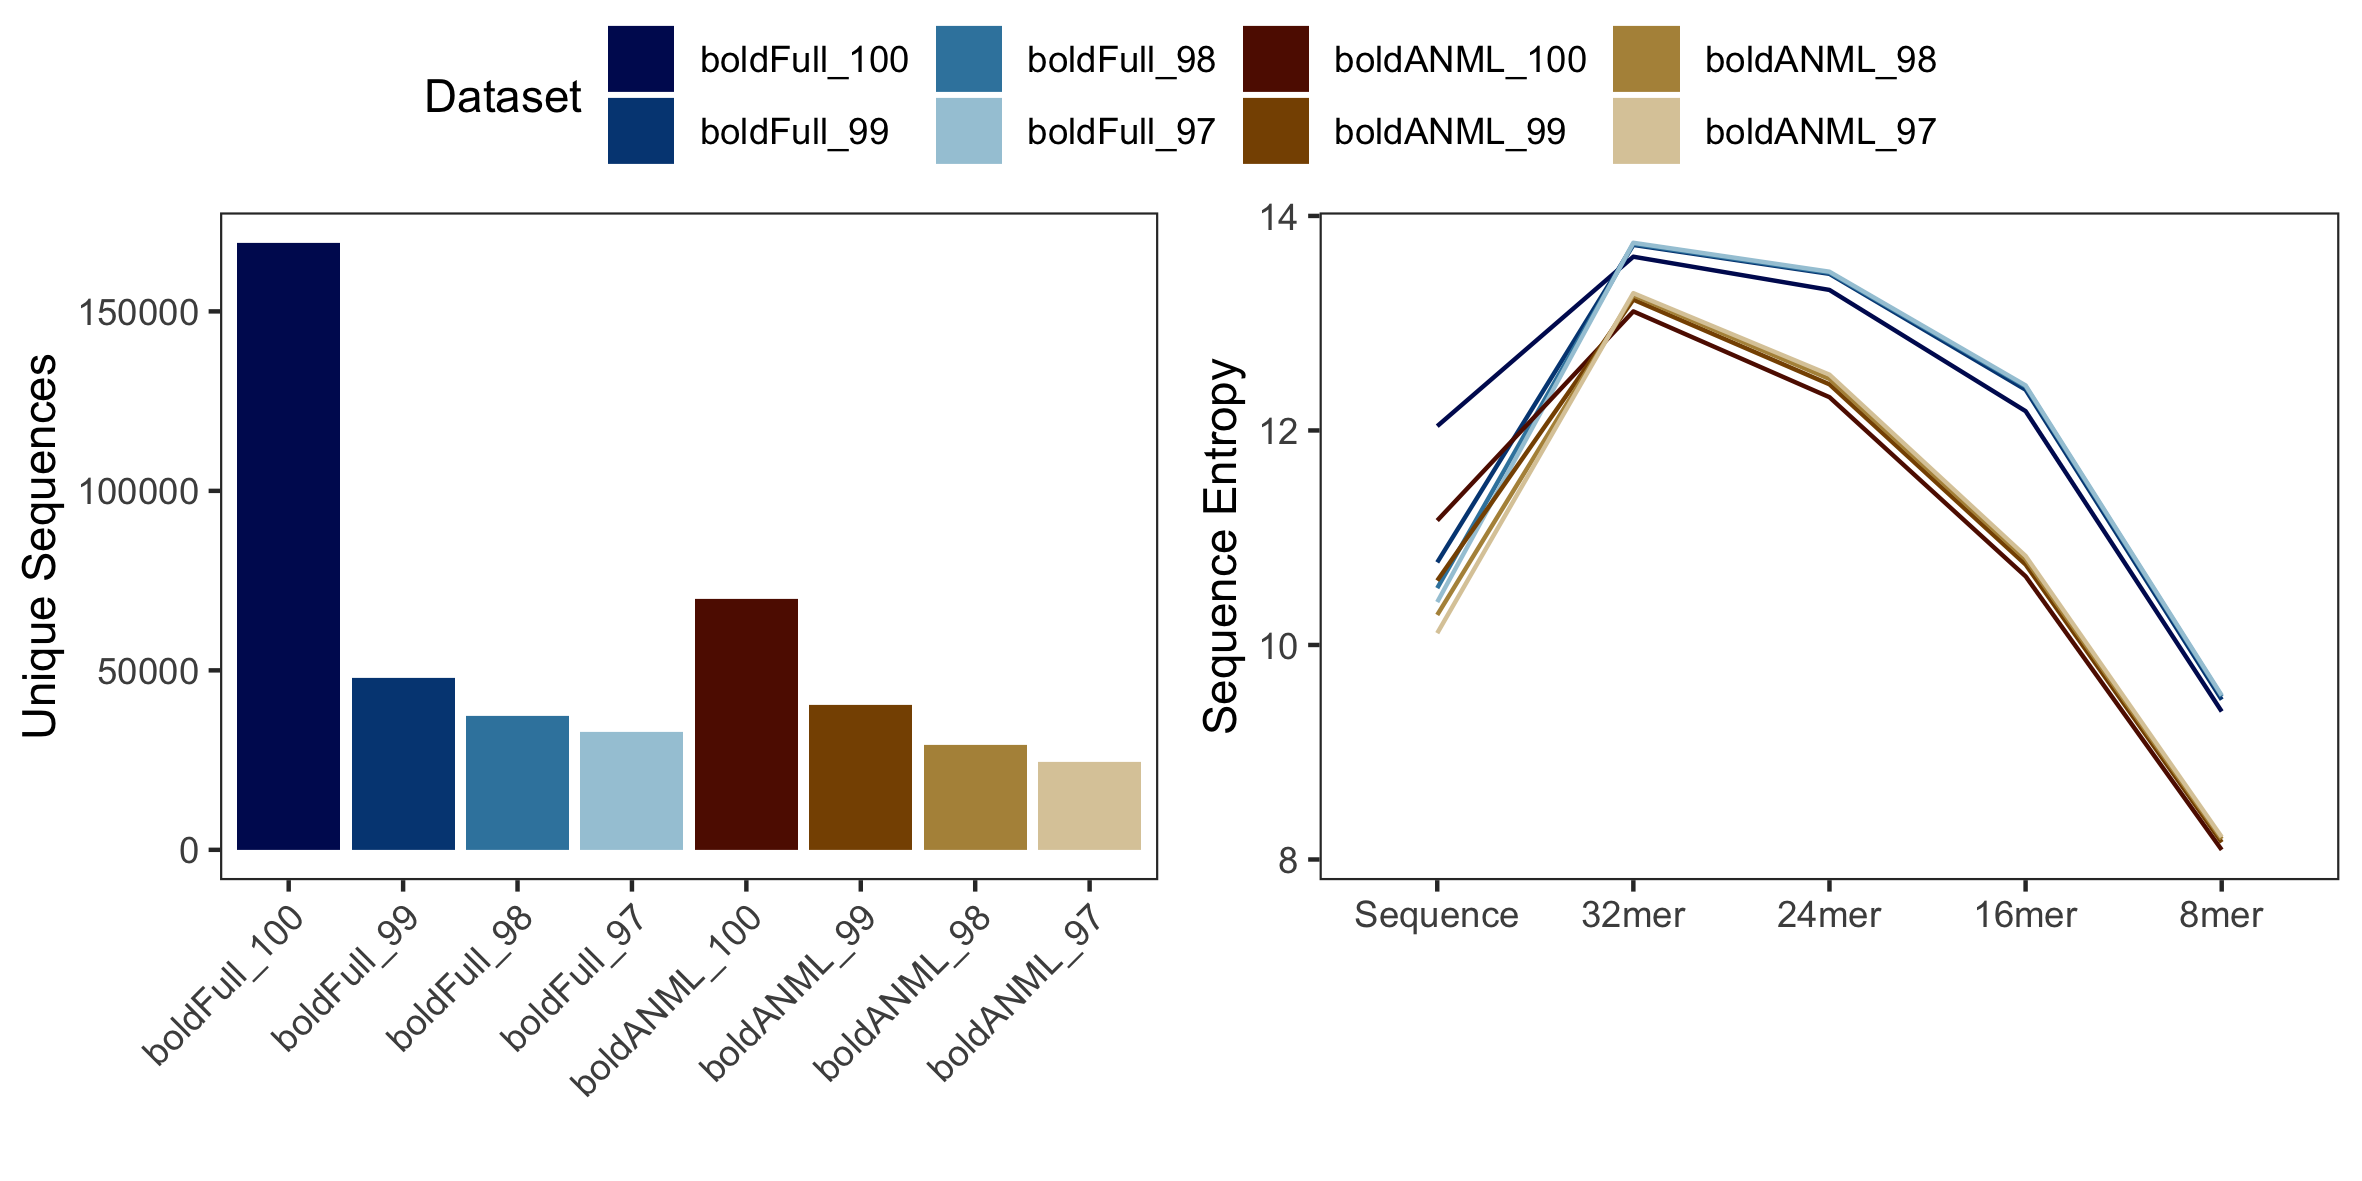 Dataset
boldFull_100
boldFull_98
boldANML_100
boldANML_98
boldFull_99
boldFull_97
boldANML_99
boldANML_97
Unique Sequences
150000
100000
50000
0
boldFull_100
boldFull_99
boldFull_98
boldFull_97
boldANML_100
boldANML_99
boldANML_98
boldANML_97
Sequence Entropy
14
12
10
8
Sequence
32mer
24mer
16mer
8mer